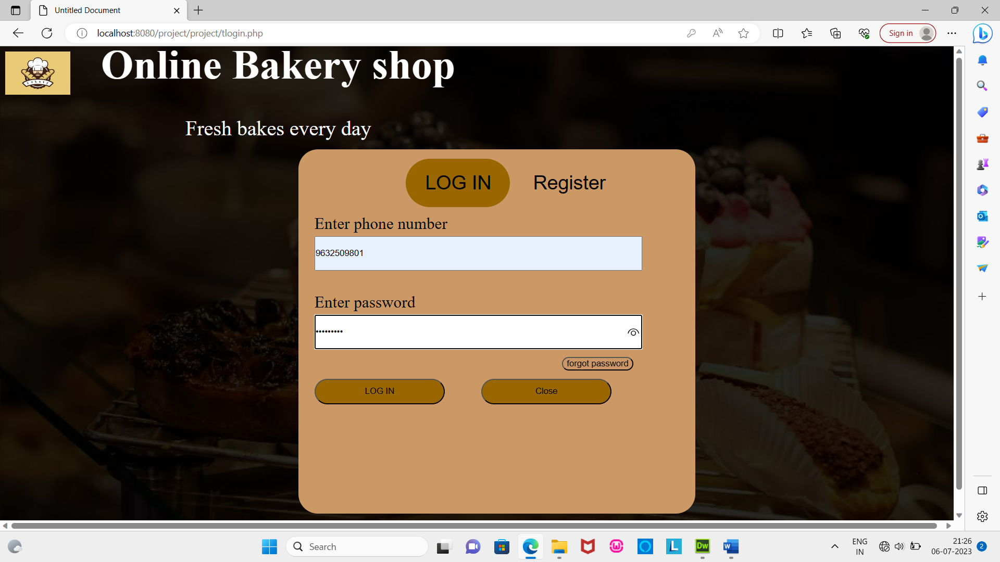 Untitled Document
localhost:8080/project/project/tlogin.php
Sign in
bakery
Online Bakery shop
Fresh bakes every day
LOG IN
Register
Enter phone number
9632509801
Enter password
•••••••••
forgot password
LOG IN
Close
Search
Dw
W
L
ENG
IN
21:26
06-07-2023
2